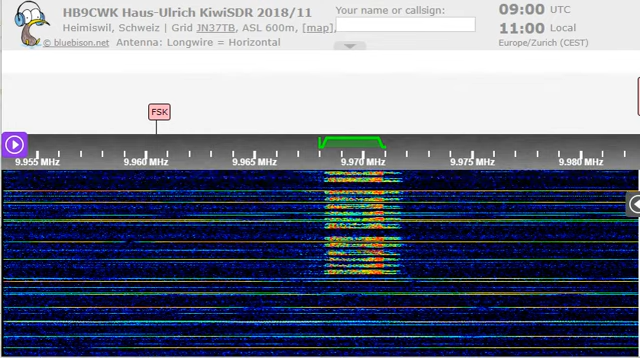 HB9CWK Haus-Ulrich KiwiSDR 2018/11
Heimiswil, Schweiz | Grid JN37TB, ASL 600m, [map]
© bluebison.net Antenna: Longwire = Horizontal
Your name or callsign:
09:00 UTC
11:00 Local
Europe/Zurich (CEST)
FSK
9.955 MHz 9.960 MHz 9.965 MHz 9.970 MHz 9.975 MHz 9.980 MHz